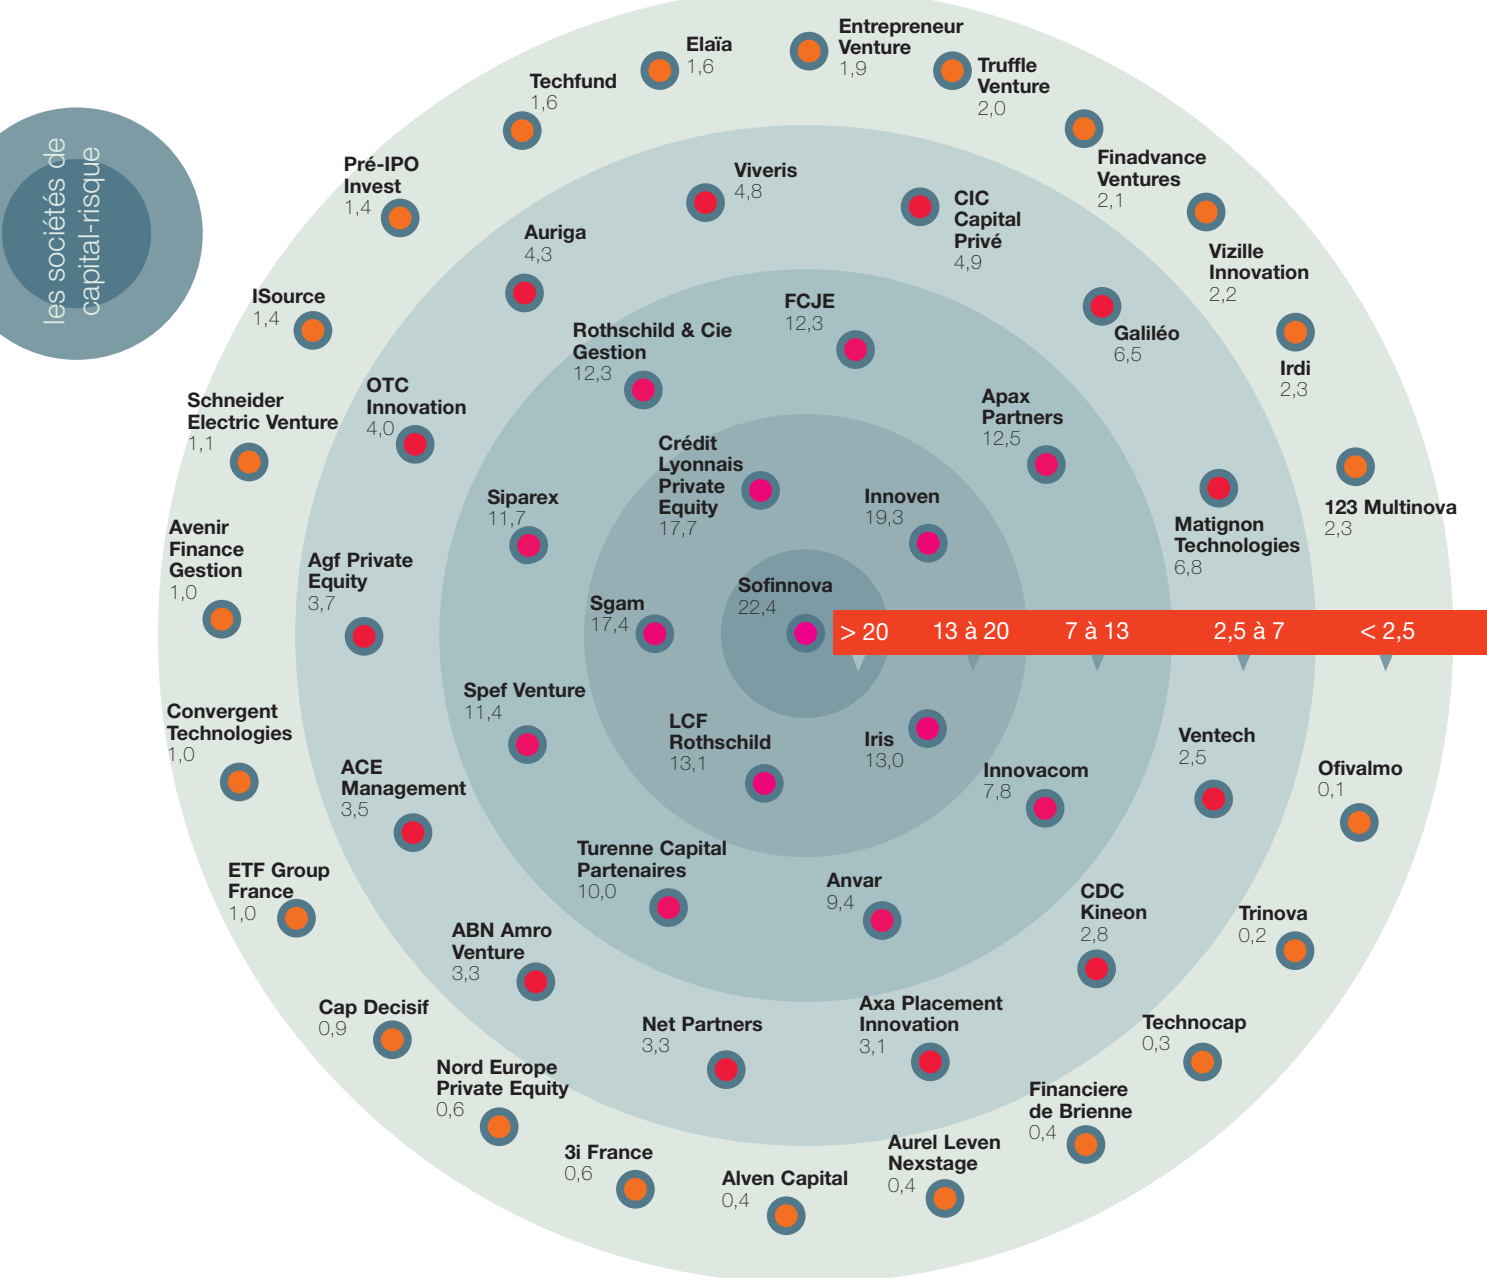 les sociétés de
capital-risque
Elaïa
1,6
Entrepreneur
Venture
1,9
Truffle
Venture
2,0
Techfund
1,6
Finadvance
Ventures
2,1
Pré-IPO
Invest
1,4
Viveris
4,8
CIC
Capital
Privé
4,9
Vizille
Innovation
2,2
Auriga
4,3
ISource
1,4
FCJE
12,3
Galiléo
6,5
Irdi
2,3
Rothschild & Cie
Gestion
12,3
OTC
Innovation
4,0
Schneider
Electric Venture
1,1
Apax
Partners
12,5
Crédit
Lyonnais
Private
Equity
17,7
Siparex
11,7
Innoven
19,3
123 Multinova
2,3
Matignon
Technologies
6,8
Avenir
Finance
Gestion
1,0
Agf Private
Equity
3,7
Sgam
17,4
Sofinnova
22,4
> 20
13 à 20
7 à 13
2,5 à 7
< 2,5
Spef Venture
11,4
Convergent
Technologies
1,0
LCF
Rothschild
13,1
Iris
13,0
Ventech
2,5
Innovacom
7,8
Ofivalmo
0,1
ACE
Management
3,5
Turenne Capital
Partenaires
10,0
ETF Group
France
1,0
Anvar
9,4
CDC
Kineon
2,8
Trinova
0,2
ABN Amro
Venture
3,3
Cap Decisif
0,9
Net Partners
3,3
Axa Placement
Innovation
3,1
Technocap
0,3
Nord Europe
Private Equity
0,6
Financiere
de Brienne
0,4
3i France
0,6
Alven Capital
0,4
Aurel Leven
Nexstage
0,4